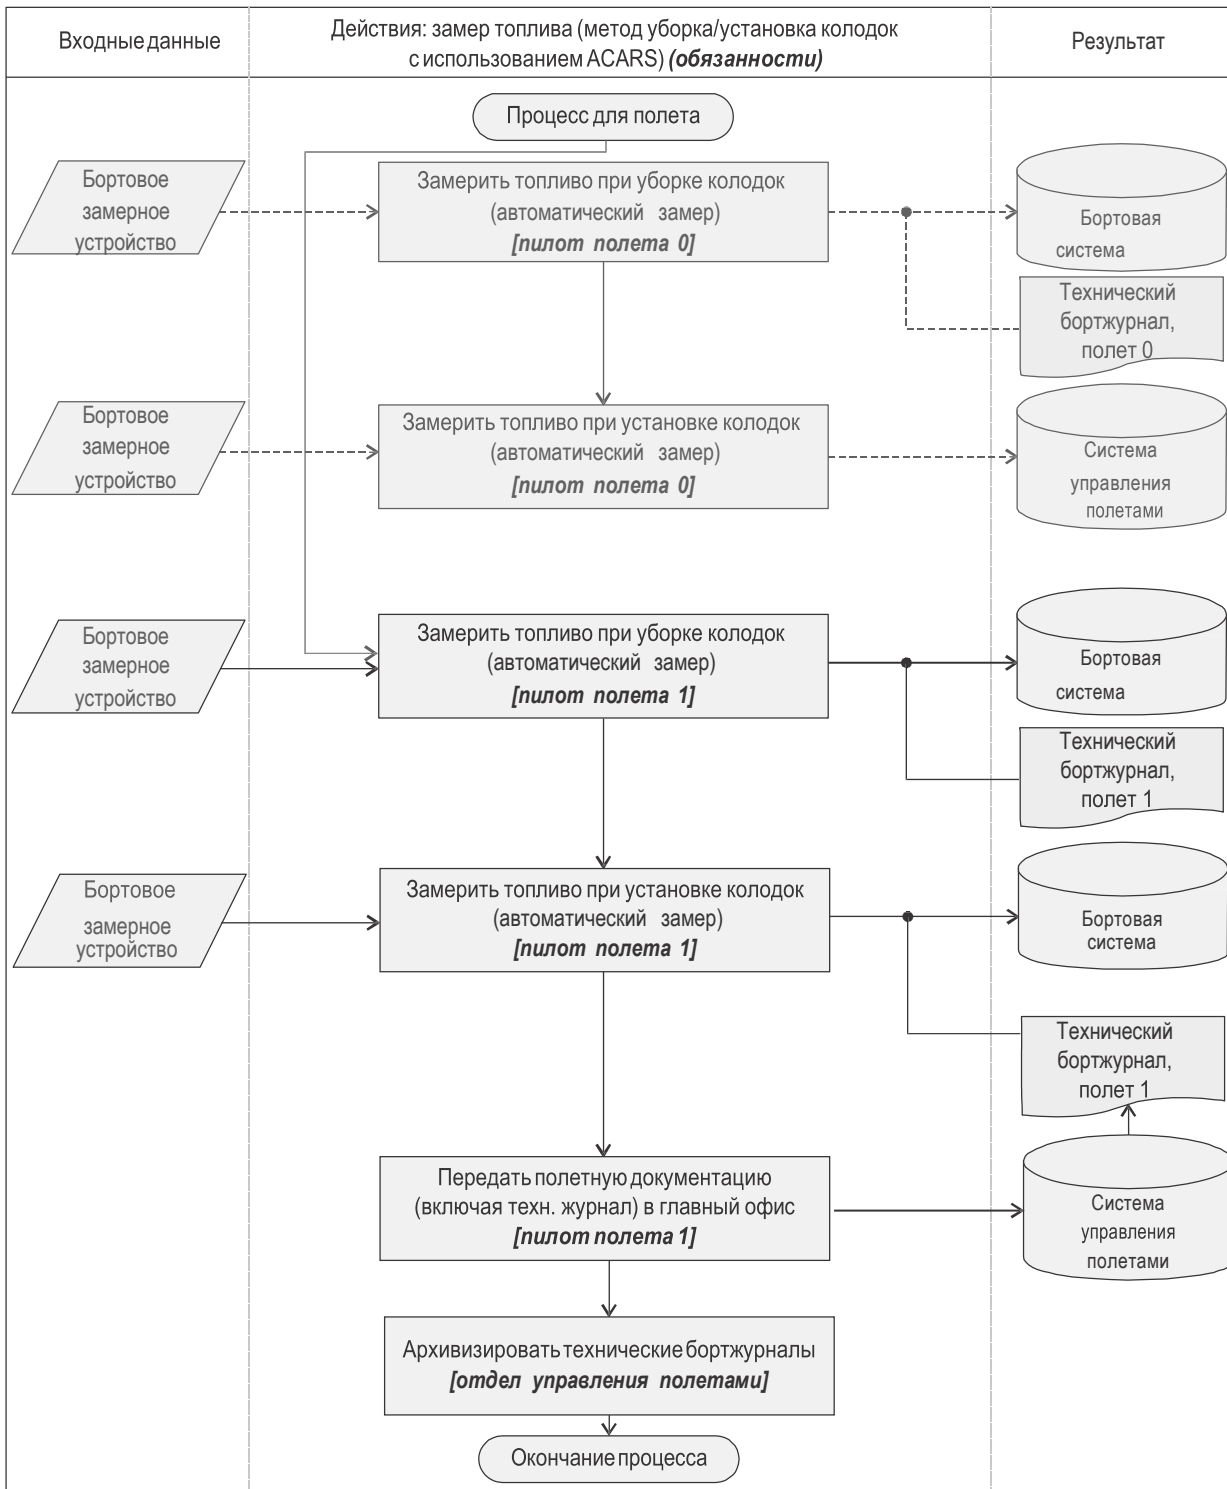 Входные данные
Действия: замер топлива (метод уборка/установка колодок
с использованием ACARS) (обязанности)
Результат
Процесс для полета
Бортовое
замерное
устройство
Замерить топливо при уборке колодок
(автоматический замер)
[пилот полета 0]
Бортовая
система
Технический
бортжурнал,
полет 0
Бортовое
замерное
устройство
Замерить топливо при установке колодок
(автоматический замер)
[пилот полета 0]
Система
управления
полетами
Бортовое
замерное
устройство
Замерить топливо при уборке колодок
(автоматический замер)
[пилот полета 1]
Бортовая
система
Технический
бортжурнал,
полет 1
Бортовое
замерное
устройство
Замерить топливо при установке колодок
(автоматический замер)
[пилот полета 1]
Бортовая
система
Технический
бортжурнал,
полет 1
Передать полетную документацию
(включая техн. журнал) в главный офис
[пилот полета 1]
Система
управления
полетами
Архивизировать технические бортжурналы
[отдел управления полетами]
Окончание процесса